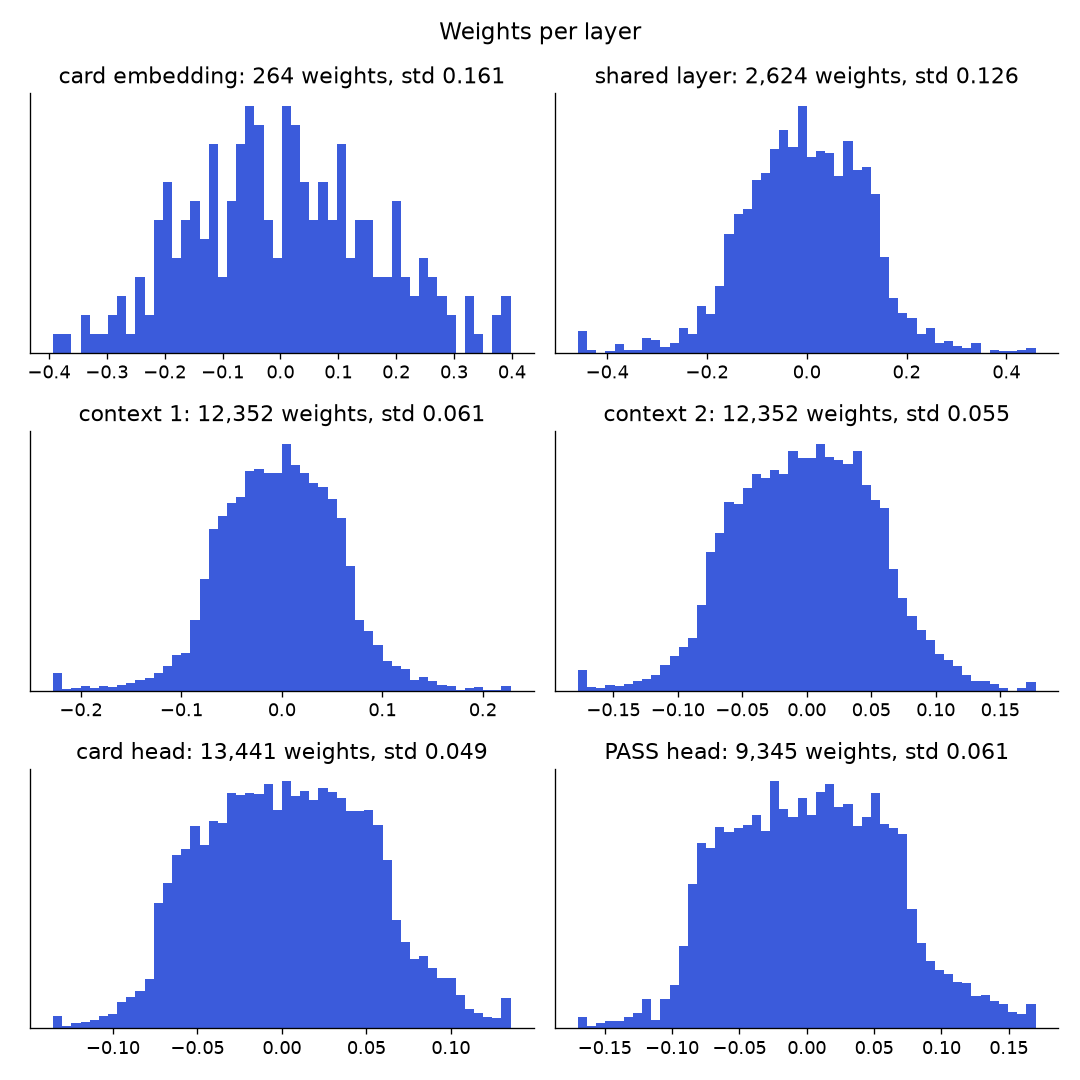 Weights per layer
card embedding: 264 weights, std 0.161
shared layer: 2,624 weights, std 0.126
−0.4 −0.3 −0.2 −0.1 0.0 0.1 0.2 0.3 0.4
−0.4 −0.2 0.0 0.2 0.4
context 1: 12,352 weights, std 0.061
context 2: 12,352 weights, std 0.055
−0.2 −0.1 0.0 0.1 0.2
−0.15 −0.10 −0.05 0.00 0.05 0.10 0.15
card head: 13,441 weights, std 0.049
PASS head: 9,345 weights, std 0.061
−0.10 −0.05 0.00 0.05 0.10
−0.15 −0.10 −0.05 0.00 0.05 0.10 0.15